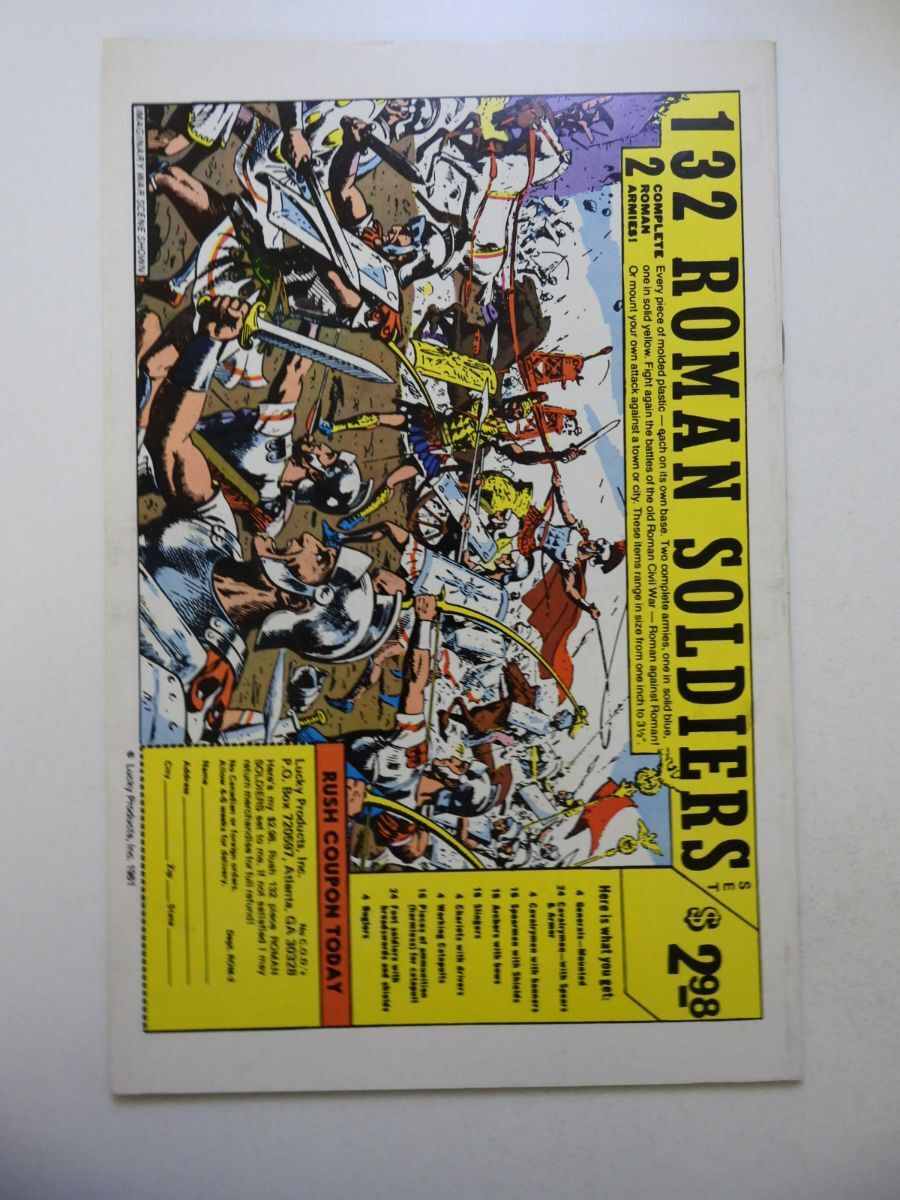 132 ROMAN SOLDIERS
SET
$2.98
2 COMPLETE
ROMAN
ARMIES!
Every piece of molded plastic — each on its own base. Two complete armies, one in solid blue,
one in solid yellow. Fight again the battles of the old Roman Civil War — Roman against Roman!
Or mount your own attack against a town or city. These items range in size from one inch to 3½".
IMAGINARY WAR SCENE SHOWN
Here is what you get:
4 Generals—Mounted
24 Cavalrymen—with Spears
& Armor
4 Cavalrymen with banners
16 Spearmen with Shields
16 Archers with bows
16 Slingers
4 Chariots with drivers
4 Working Catapults
16 Pieces of ammunition
(harmless) for catapult
24 Foot soldiers with
broadswords and shields
4 Buglers
RUSH COUPON TODAY
No C.O.D's
Lucky Products, Inc.
P.O. Box 720597, Atlanta, GA 30328
Here's my $2.98. Rush 132 piece ROMAN
SOLDIERS set to me. If not satisfied I may
return merchandise for full refund!
No Canadian or foreign orders.
Allow 4-6 weeks for delivery.
Dept. ROM-2
Name
Address
City Zip State
© Lucky Products, Inc. 1981